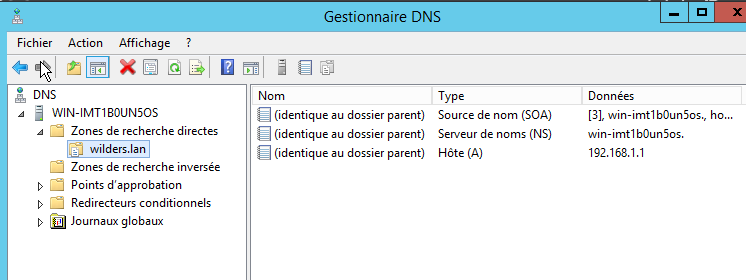 Gestionnaire DNS
Fichier Action Affichage ?
DNS
WIN-IMT1B0UN5OS
Zones de recherche directes
wilders.lan
Zones de recherche inversée
Points d'approbation
Redirecteurs conditionnels
Journaux globaux
Nom Type Données
(identique au dossier parent) Source de nom (SOA) [3], win-imt1b0un5os., ho...
(identique au dossier parent) Serveur de noms (NS) win-imt1b0un5os.
(identique au dossier parent) Hôte (A) 192.168.1.1